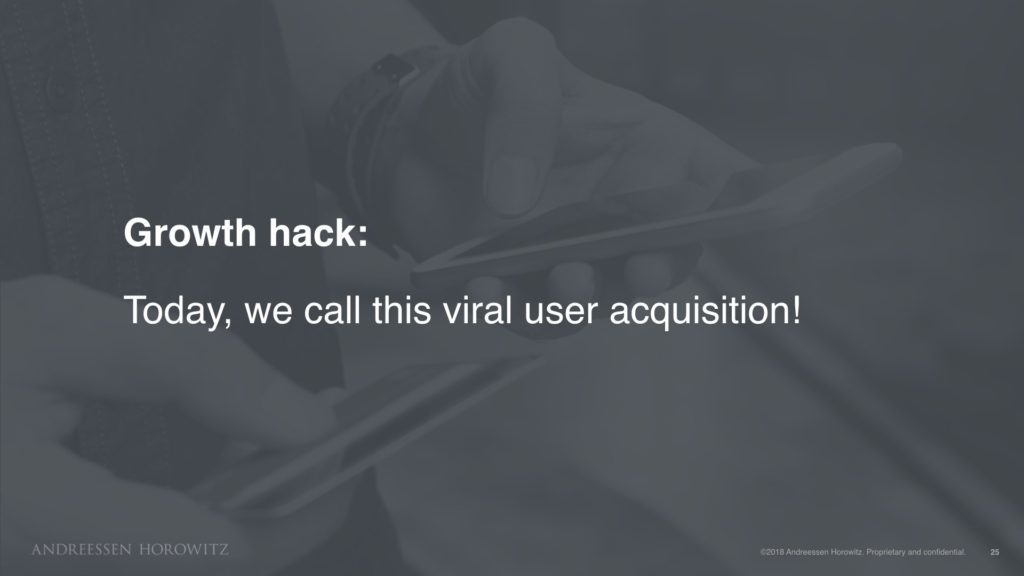 Growth hack:
Today, we call this viral user acquisition!
ANDREESSEN HOROWITZ
©2018 Andreessen Horowitz. Proprietary and confidential.
25